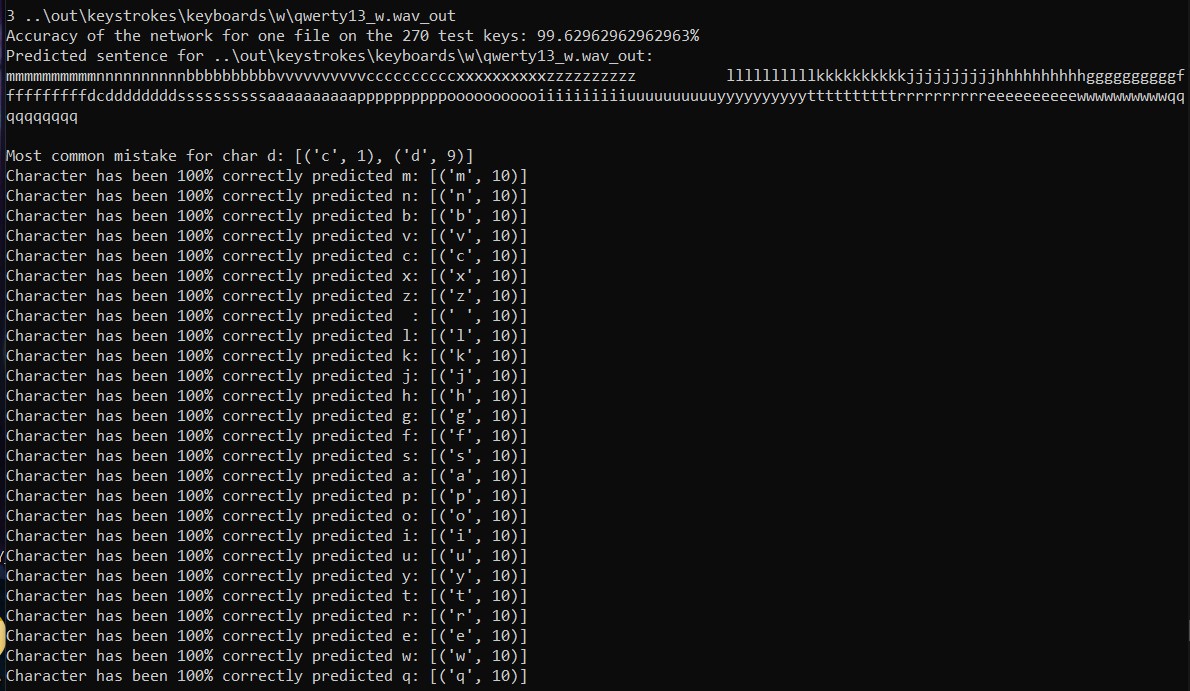 3 ..\out\keystrokes\keyboards\w\qwerty13_w.wav_out
Accuracy of the network for one file on the 270 test keys: 99.62962962962963%
Predicted sentence for ..\out\keystrokes\keyboards\w\qwerty13_w.wav_out:
mmmmmmmmmmnnnnnnnnnnbbbbbbbbbbvvvvvvvvvvccccccccccxxxxxxxxxxzzzzzzzzzz          llllllllllkkkkkkkkkkjjjjjjjjjjhhhhhhhhhhggggggggggf
fffffffffdcddddddddssssssssssaaaaaaaaaappppppppppooooooooooiiiiiiiiiiuuuuuuuuuuyyyyyyyyyyttttttttttrrrrrrrrrreeeeeeeeeewwwwwwwwwwqq
qqqqqqqq
Most common mistake for char d: [('c', 1), ('d', 9)]
Character has been 100% correctly predicted m: [('m', 10)]
Character has been 100% correctly predicted n: [('n', 10)]
Character has been 100% correctly predicted b: [('b', 10)]
Character has been 100% correctly predicted v: [('v', 10)]
Character has been 100% correctly predicted c: [('c', 10)]
Character has been 100% correctly predicted x: [('x', 10)]
Character has been 100% correctly predicted z: [('z', 10)]
Character has been 100% correctly predicted  : [(' ', 10)]
Character has been 100% correctly predicted l: [('l', 10)]
Character has been 100% correctly predicted k: [('k', 10)]
Character has been 100% correctly predicted j: [('j', 10)]
Character has been 100% correctly predicted h: [('h', 10)]
Character has been 100% correctly predicted g: [('g', 10)]
Character has been 100% correctly predicted f: [('f', 10)]
Character has been 100% correctly predicted s: [('s', 10)]
Character has been 100% correctly predicted a: [('a', 10)]
Character has been 100% correctly predicted p: [('p', 10)]
Character has been 100% correctly predicted o: [('o', 10)]
Character has been 100% correctly predicted i: [('i', 10)]
Character has been 100% correctly predicted u: [('u', 10)]
Character has been 100% correctly predicted y: [('y', 10)]
Character has been 100% correctly predicted t: [('t', 10)]
Character has been 100% correctly predicted r: [('r', 10)]
Character has been 100% correctly predicted e: [('e', 10)]
Character has been 100% correctly predicted w: [('w', 10)]
Character has been 100% correctly predicted q: [('q', 10)]